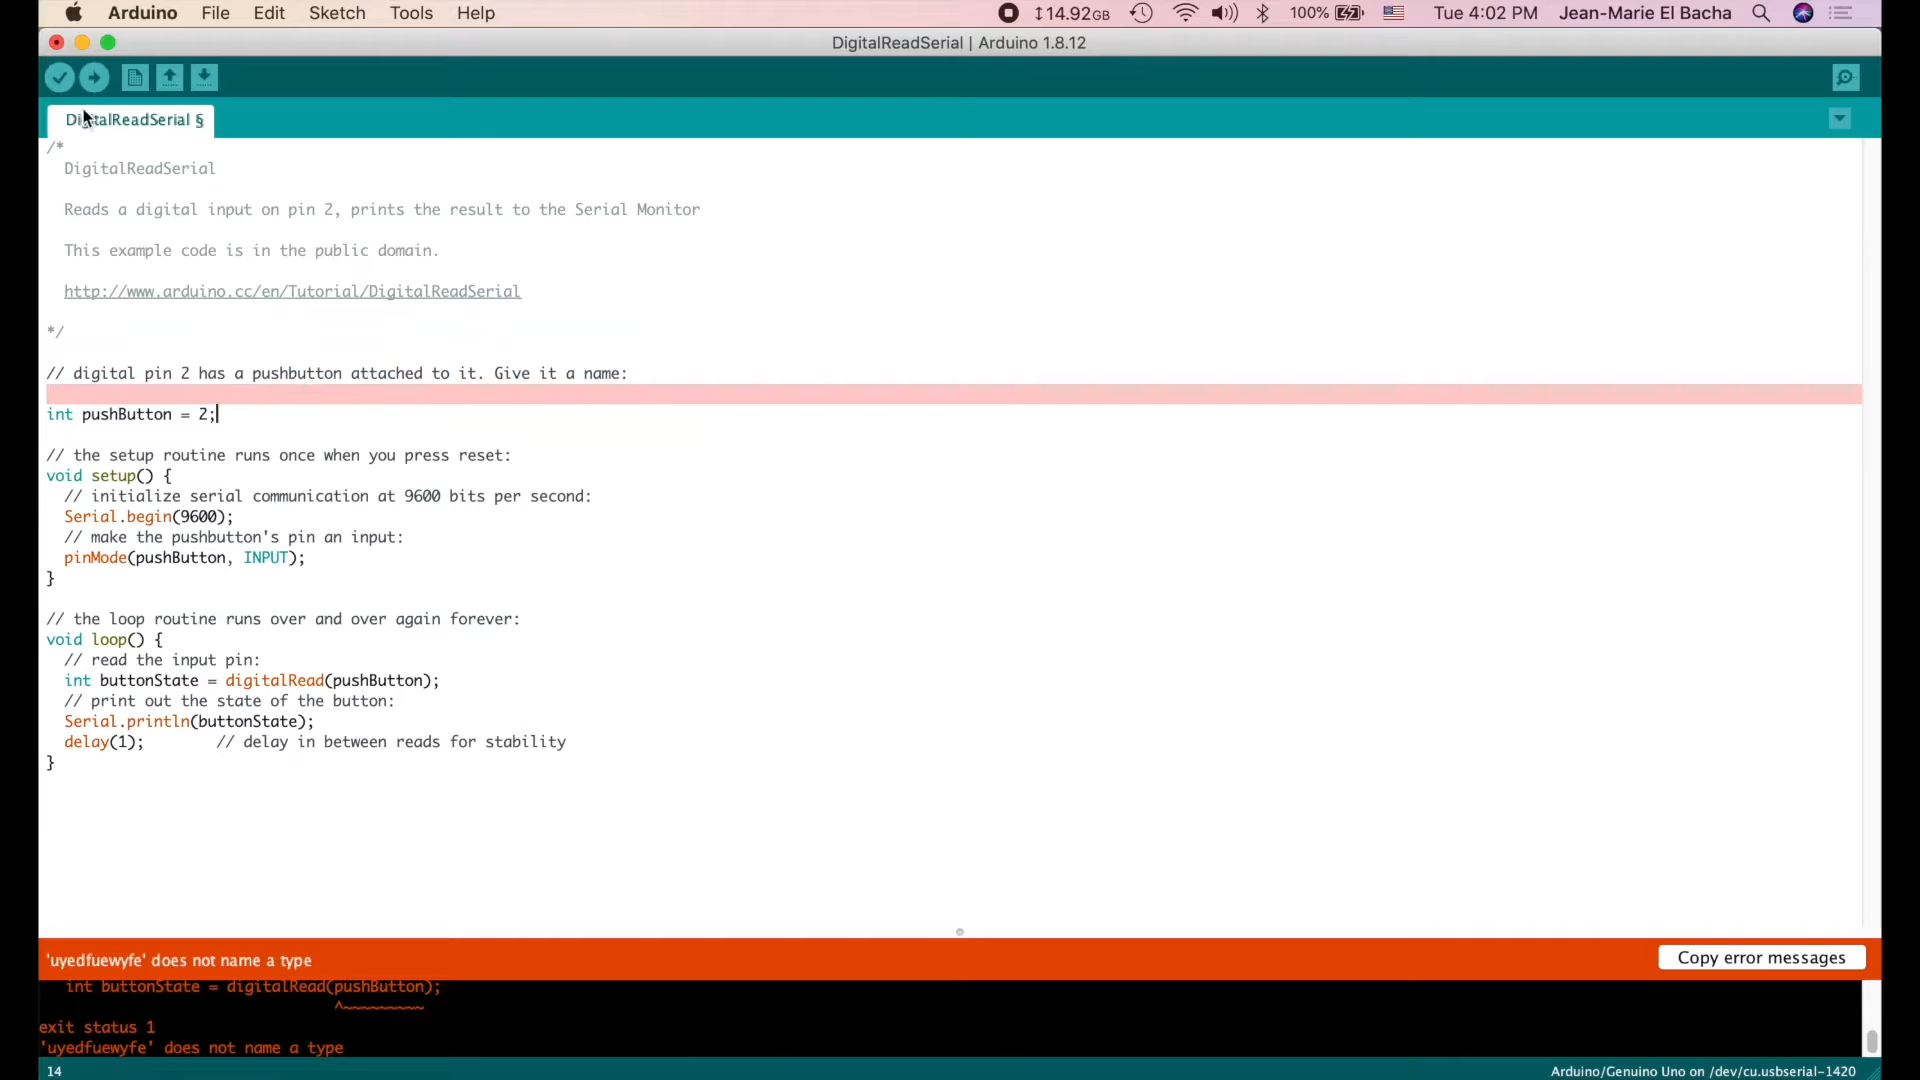 Arduino File Edit Sketch Tools Help 14.92GB 100% Tue 4:02 PM Jean-Marie El Bacha
DigitalReadSerial | Arduino 1.8.12
DigitalReadSerial §
/*
DigitalReadSerial
Reads a digital input on pin 2, prints the result to the Serial Monitor
This example code is in the public domain.
http://www.arduino.cc/en/Tutorial/DigitalReadSerial
*/
// digital pin 2 has a pushbutton attached to it. Give it a name:
int pushButton = 2;
// the setup routine runs once when you press reset:
void setup() {
// initialize serial communication at 9600 bits per second:
Serial.begin(9600);
// make the pushbutton's pin an input:
pinMode(pushButton, INPUT);
}
// the loop routine runs over and over again forever:
void loop() {
// read the input pin:
int buttonState = digitalRead(pushButton);
// print out the state of the button:
Serial.println(buttonState);
delay(1);        // delay in between reads for stability
}
'uyedfuewyfe' does not name a type
Copy error messages
int buttonState = digitalRead(pushButton);
^~~~~~~~~~
exit status 1
'uyedfuewyfe' does not name a type
14
Arduino/Genuino Uno on /dev/cu.usbserial-1420